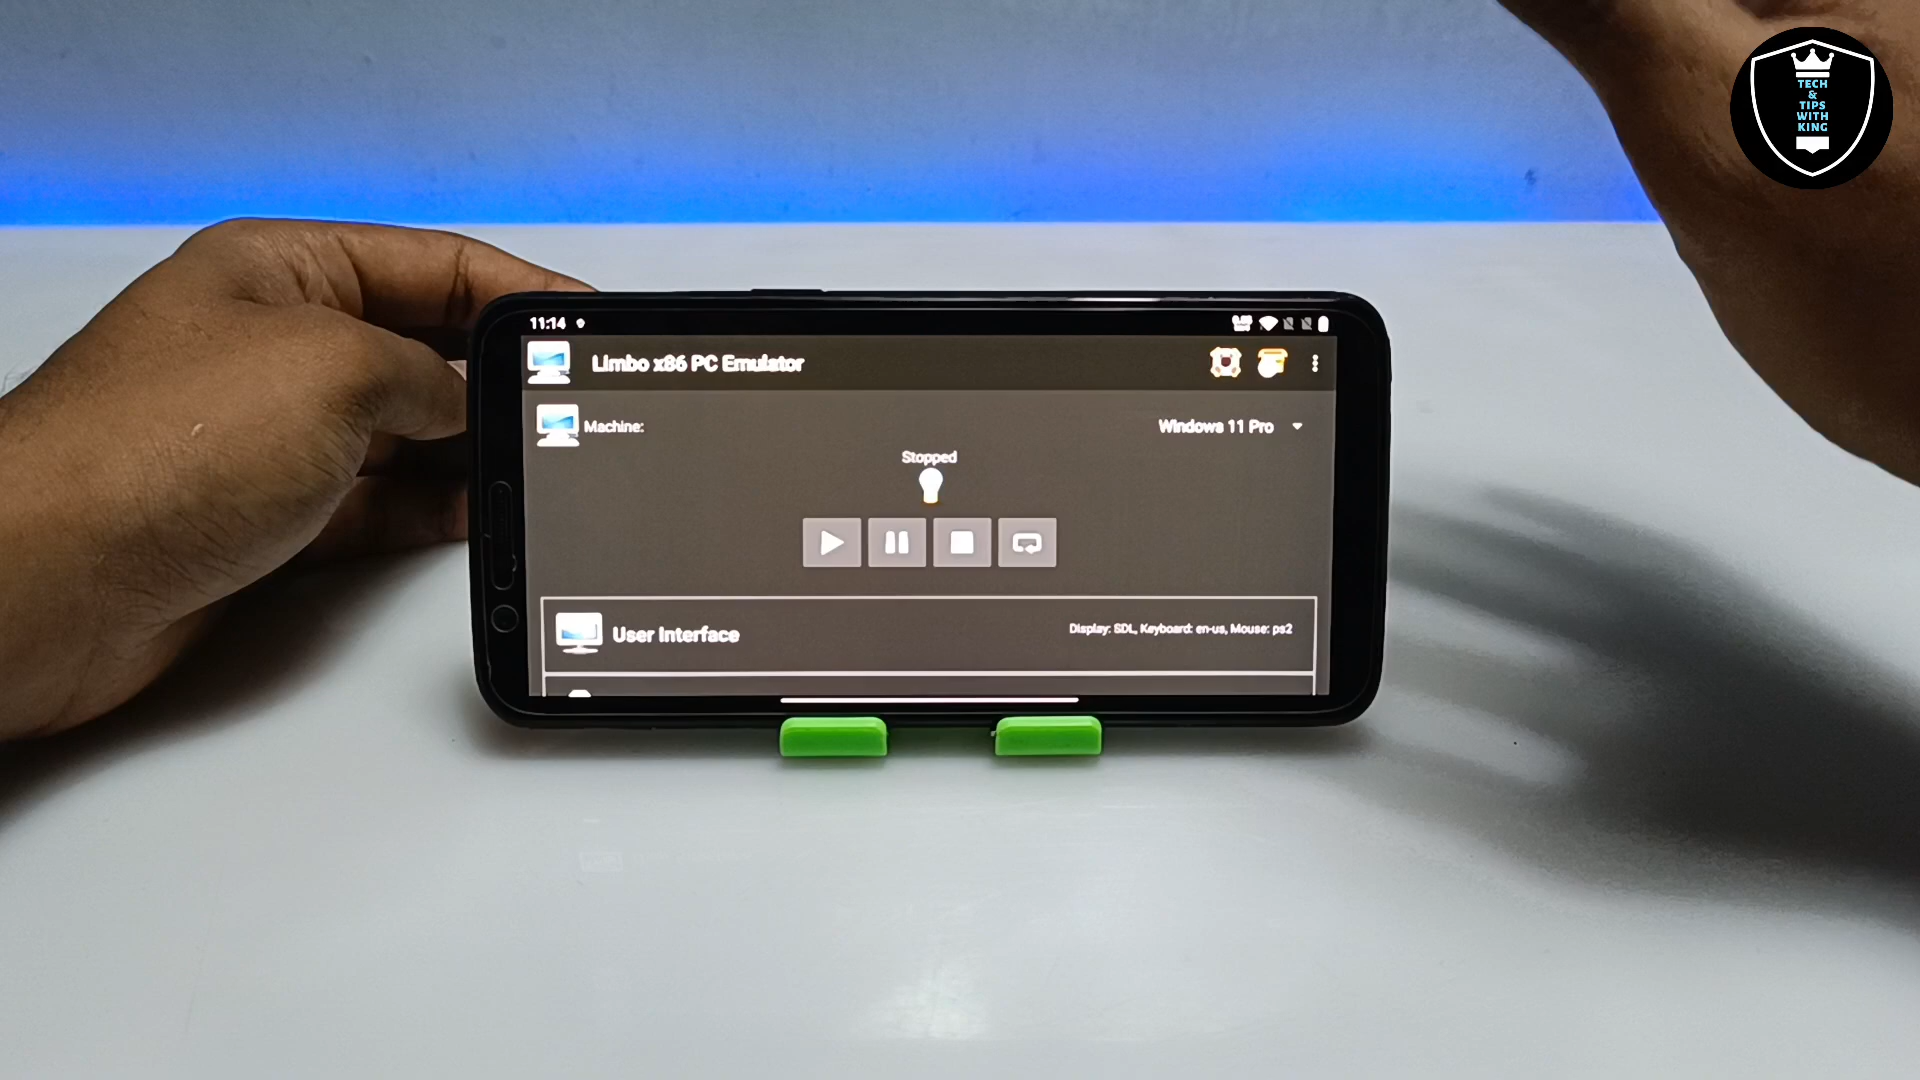 TECH
&
TIPS
WITH
KING
11:14
Limbo x86 PC Emulator
Machine:
Windows 11 Pro
Stopped
User Interface
Display: SDL, Keyboard: en-us, Mouse: ps2